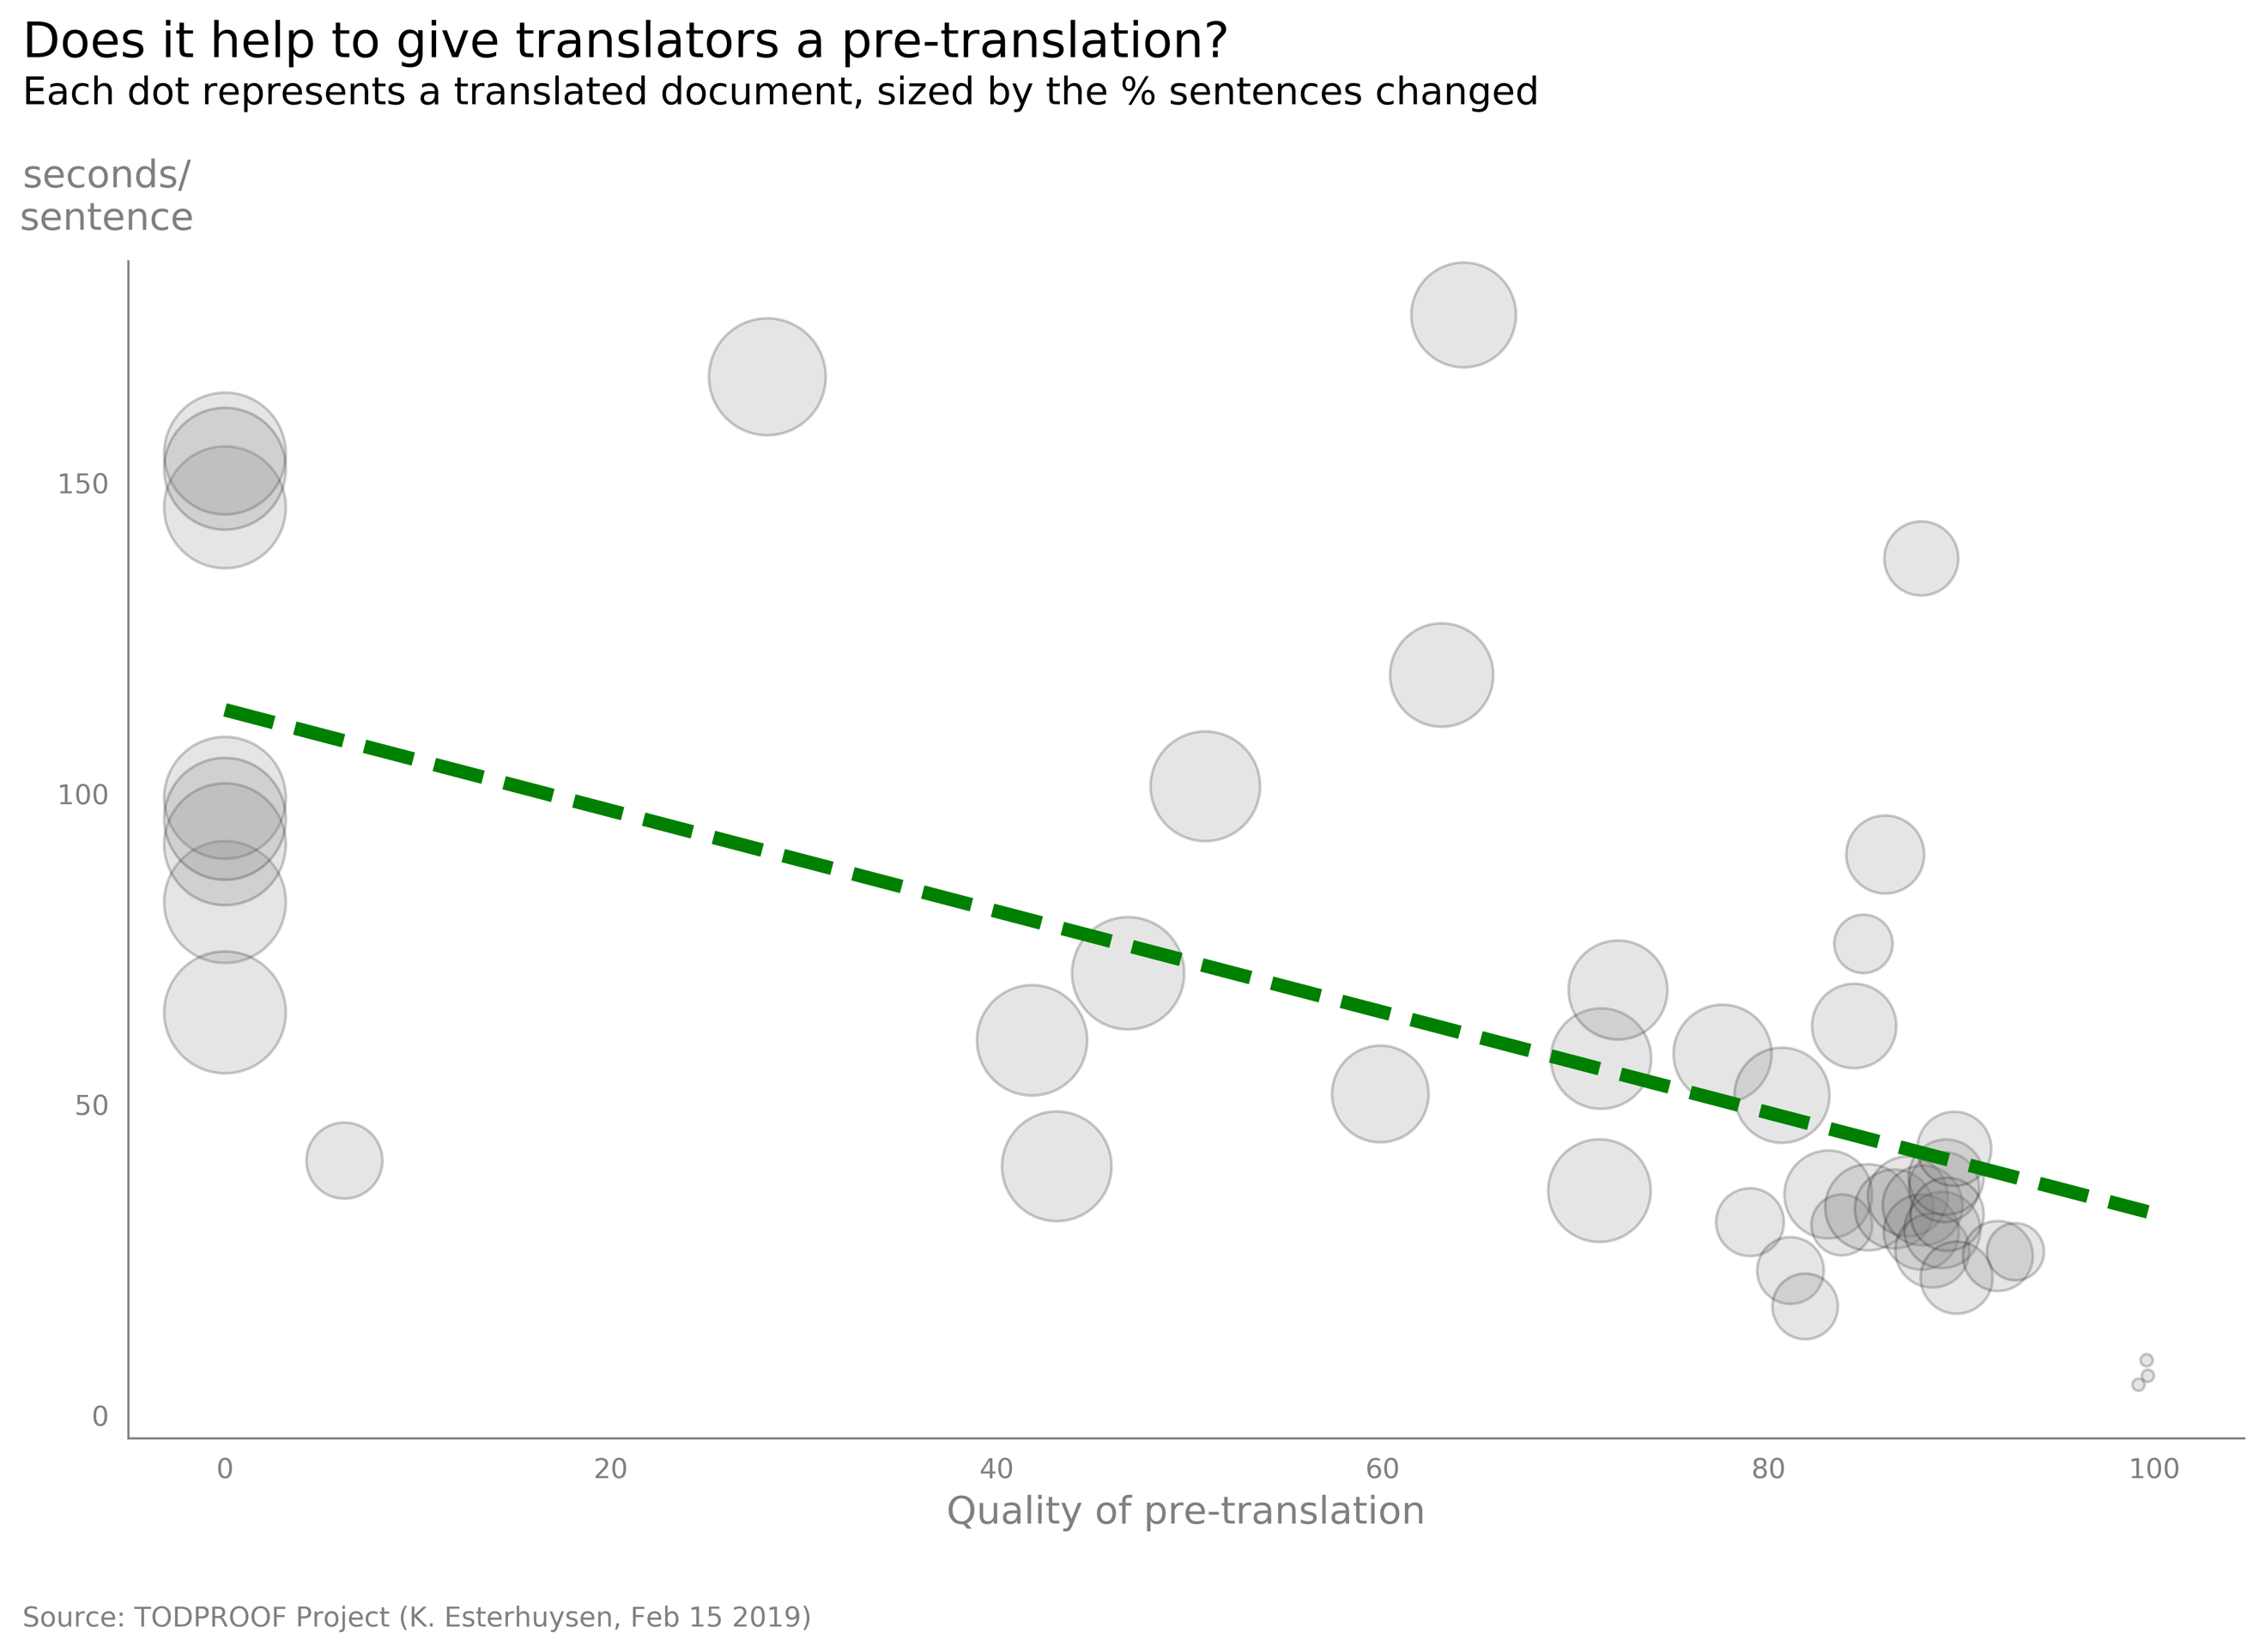 Does it help to give translators a pre-translation?
Each dot represents a translated document, sized by the % sentences changed
seconds/
sentence
150
100
50
0
0 20 40 60 80 100
Quality of pre-translation
Source: TODPROOF Project (K. Esterhuysen, Feb 15 2019)